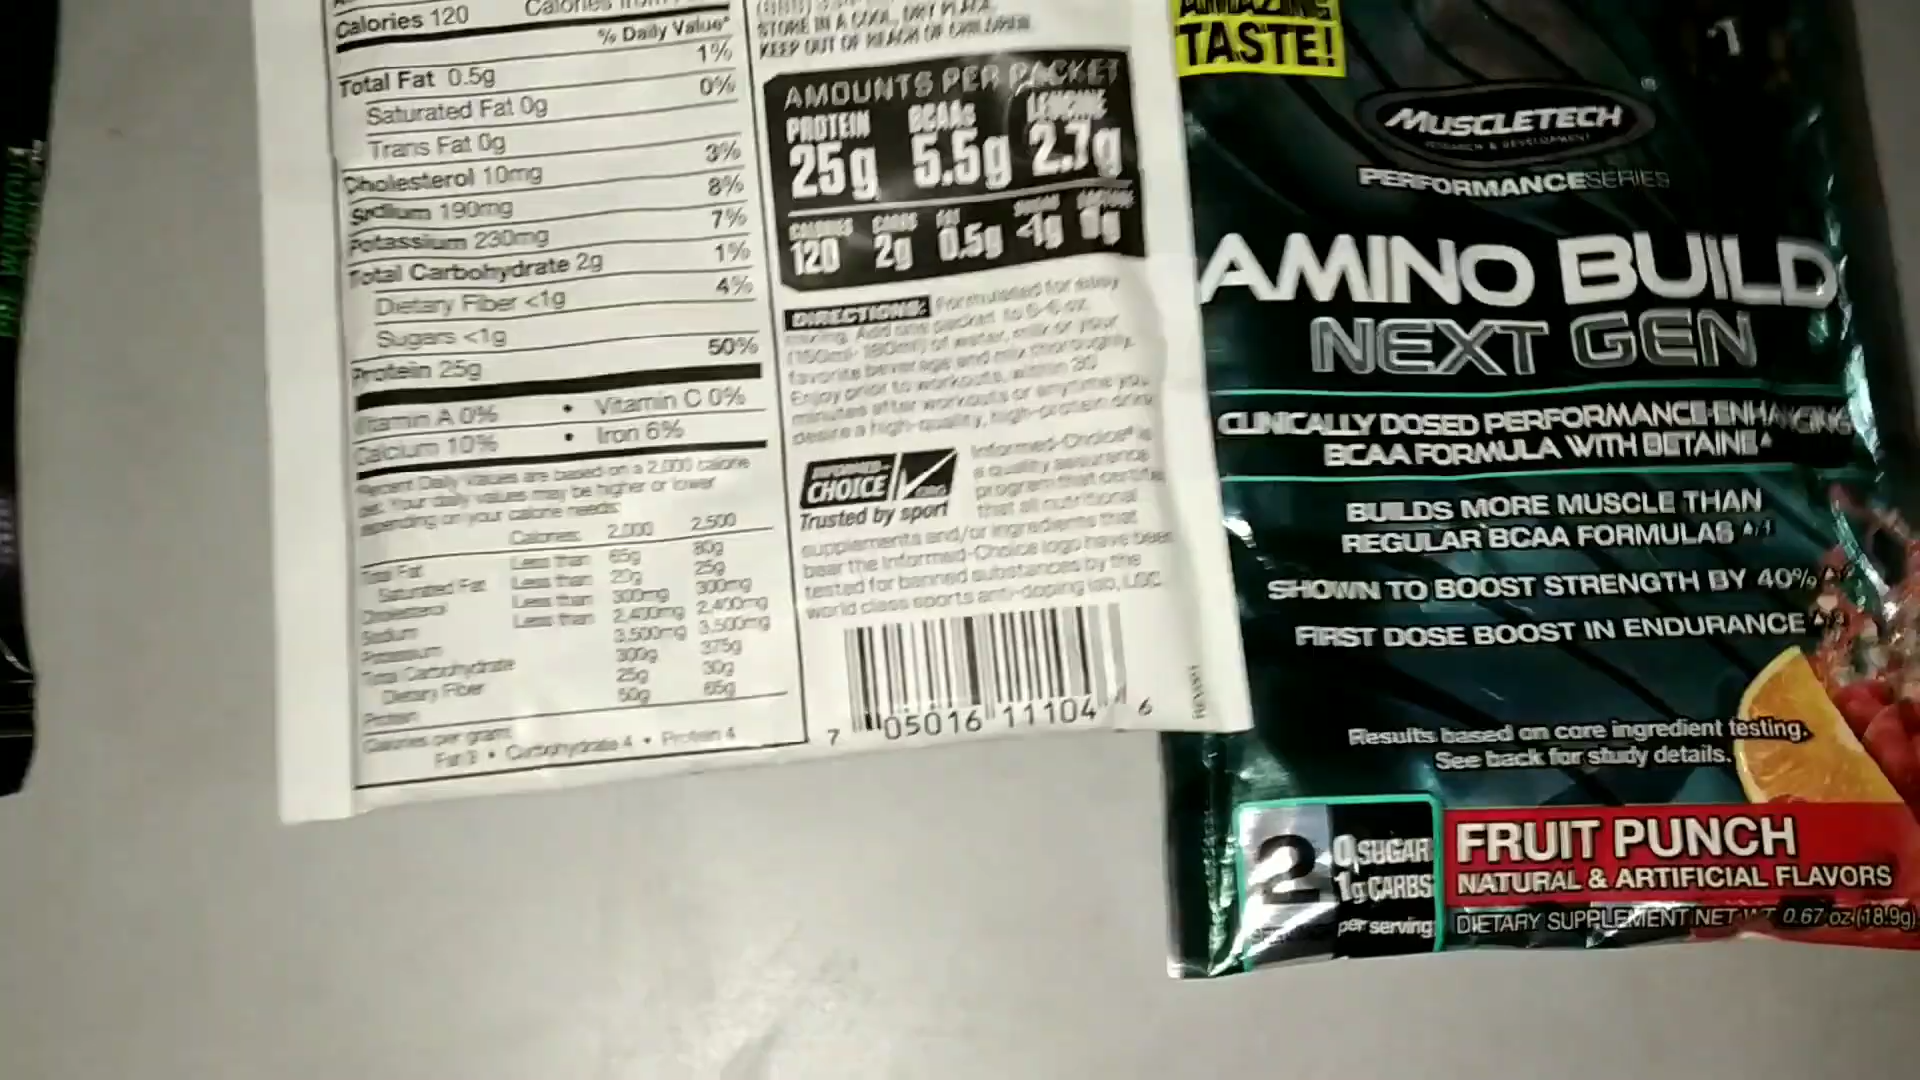 Calories 120
% Daily Value*
Total Fat 0.5g 1%
Saturated Fat 0g 0%
Trans Fat 0g
Cholesterol 10mg 3%
Sodium 190mg 8%
Potassium 230mg 7%
Total Carbohydrate 2g 1%
Dietary Fiber <1g 4%
Sugars <1g
Protein 25g 50%
Vitamin A 0% • Vitamin C 0%
Calcium 10% • Iron 6%
Percent Daily Values are based on a 2,000 calorie
Your daily values may be higher or lower
depending on your calorie needs:
Calories: 2,000 2,500
Total Fat Less than 65g 80g
Saturated Fat Less than 20g 25g
Cholesterol Less than 300mg 300mg
Sodium Less than 2,400mg 2,400mg
Potassium 3,500mg 3,500mg
Total Carbohydrate 300g 375g
Dietary Fiber 25g 30g
Protein 50g 65g
Calories per gram:
Fat 9 • Carbohydrate 4 • Protein 4
STORE IN A COOL, DRY PLACE.
KEEP OUT OF REACH OF CHILDREN.
AMOUNTS PER PACKET
PROTEIN BCAAs LEUCINE
25g 5.5g 2.7g
CALORIES CARBS FAT SUGAR
120 2g 0.5g <1g 1g
DIRECTIONS: Formulated for easy
mixing. Add one packet to 5-6 oz.
(150ml-180ml) of water, milk or your
favorite beverage and mix thoroughly.
Enjoy prior to workouts, within 30
minutes after workouts or anytime you
desire a high-quality, high-protein drink
INFORMED-CHOICE
Trusted by sport
Informed-Choice® is
a quality assurance
program that certifies
that all nutritional
supplements and/or ingredients that
bear the Informed-Choice logo have been
tested for banned substances by the
world class sports anti-doping lab, LGC.
7 05016 11104 6
AMAZING
TASTE!
1
MUSCLETECH®
RESEARCH & DEVELOPMENT
PERFORMANCE SERIES
AMINO BUILD
NEXT GEN
CLINICALLY DOSED PERFORMANCE-ENHANCING
BCAA FORMULA WITH BETAINE▲
BUILDS MORE MUSCLE THAN
REGULAR BCAA FORMULAS
SHOWN TO BOOST STRENGTH BY 40%
FIRST DOSE BOOST IN ENDURANCE
Results based on core ingredient testing.
See back for study details.
2
0g SUGAR
1g CARBS
per serving
FRUIT PUNCH
NATURAL & ARTIFICIAL FLAVORS
DIETARY SUPPLEMENT NET WT 0.67 oz (18.9g)